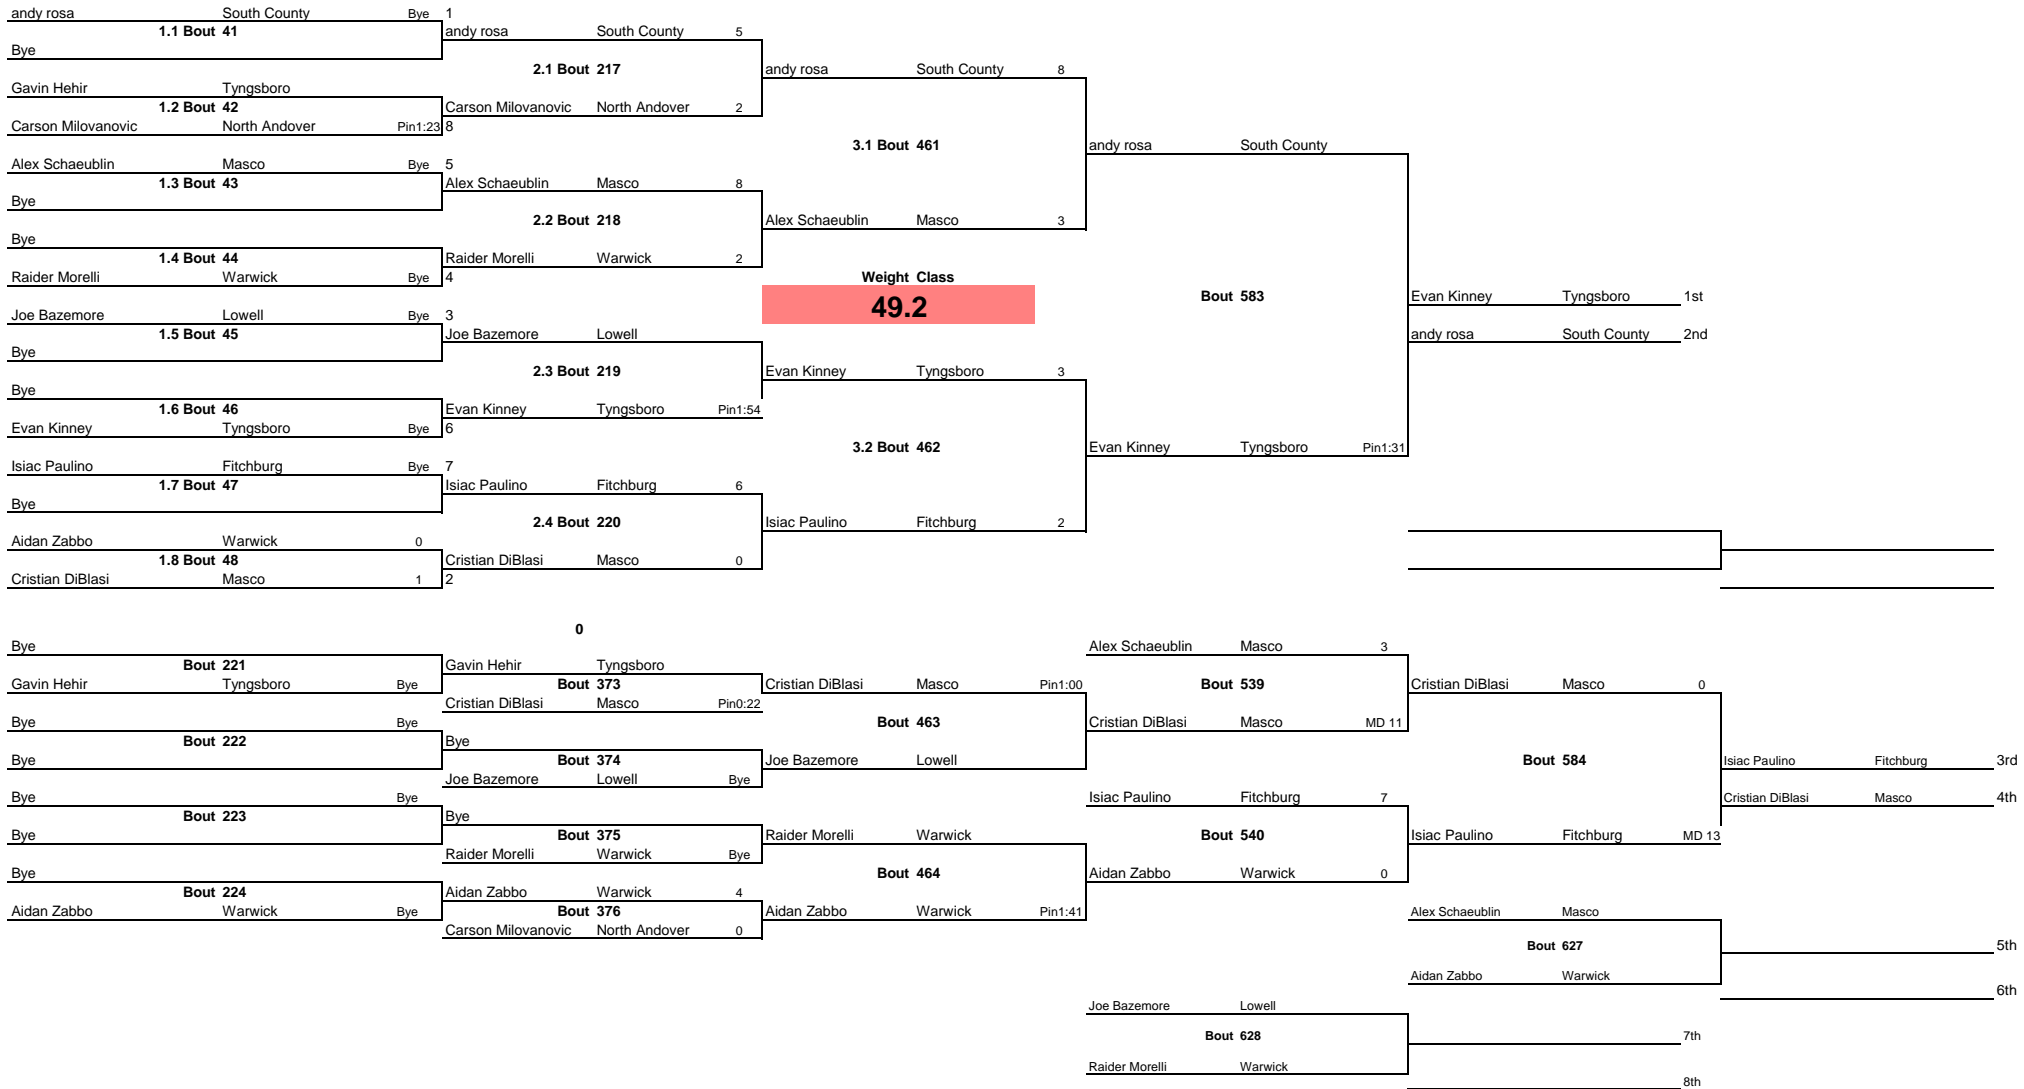 andy rosa South County Bye 1
1.1 Bout 41
andy rosa South County 5
Bye
2.1 Bout 217
andy rosa South County 8
Gavin Hehir Tyngsboro
1.2 Bout 42
Carson Milovanovic North Andover 2
Carson Milovanovic North Andover Pin1:23 8
3.1 Bout 461
andy rosa South County
Alex Schaeublin Masco Bye 5
1.3 Bout 43
Alex Schaeublin Masco 8
Bye
2.2 Bout 218
Alex Schaeublin Masco 3
Bye
1.4 Bout 44
Raider Morelli Warwick 2
Raider Morelli Warwick Bye 4
Weight Class
49.2
Bout 583
Evan Kinney Tyngsboro 1st
Joe Bazemore Lowell Bye 3
1.5 Bout 45
Joe Bazemore Lowell
andy rosa South County 2nd
Bye
2.3 Bout 219
Evan Kinney Tyngsboro 3
Bye
1.6 Bout 46
Evan Kinney Tyngsboro Pin1:54
Evan Kinney Tyngsboro Bye 6
3.2 Bout 462
Evan Kinney Tyngsboro Pin1:31
Isiac Paulino Fitchburg Bye 7
1.7 Bout 47
Isiac Paulino Fitchburg 6
Bye
2.4 Bout 220
Isiac Paulino Fitchburg 2
Aidan Zabbo Warwick 0
1.8 Bout 48
Cristian DiBlasi Masco 0
Cristian DiBlasi Masco 1 2
0
Bye
Alex Schaeublin Masco 3
Bout 221
Gavin Hehir Tyngsboro
Gavin Hehir Tyngsboro Bye
Bout 373
Cristian DiBlasi Masco Pin1:00
Bout 539
Cristian DiBlasi Masco 0
Cristian DiBlasi Masco Pin0:22
Bye Bye
Bout 463
Cristian DiBlasi Masco MD 11
Bout 222
Bye
Bye
Bout 374
Joe Bazemore Lowell
Bout 584
Isiac Paulino Fitchburg 3rd
Joe Bazemore Lowell Bye
Bye Bye
Isiac Paulino Fitchburg 7
Cristian DiBlasi Masco 4th
Bout 223
Bye
Bye
Bout 375
Raider Morelli Warwick
Bout 540
Isiac Paulino Fitchburg MD 13
Raider Morelli Warwick Bye
Bye
Bout 464
Aidan Zabbo Warwick 0
Bout 224
Aidan Zabbo Warwick 4
Aidan Zabbo Warwick Bye
Bout 376
Aidan Zabbo Warwick Pin1:41
Alex Schaeublin Masco
Carson Milovanovic North Andover 0
Bout 627
5th
Aidan Zabbo Warwick
6th
Joe Bazemore Lowell
Bout 628
7th
Raider Morelli Warwick
8th